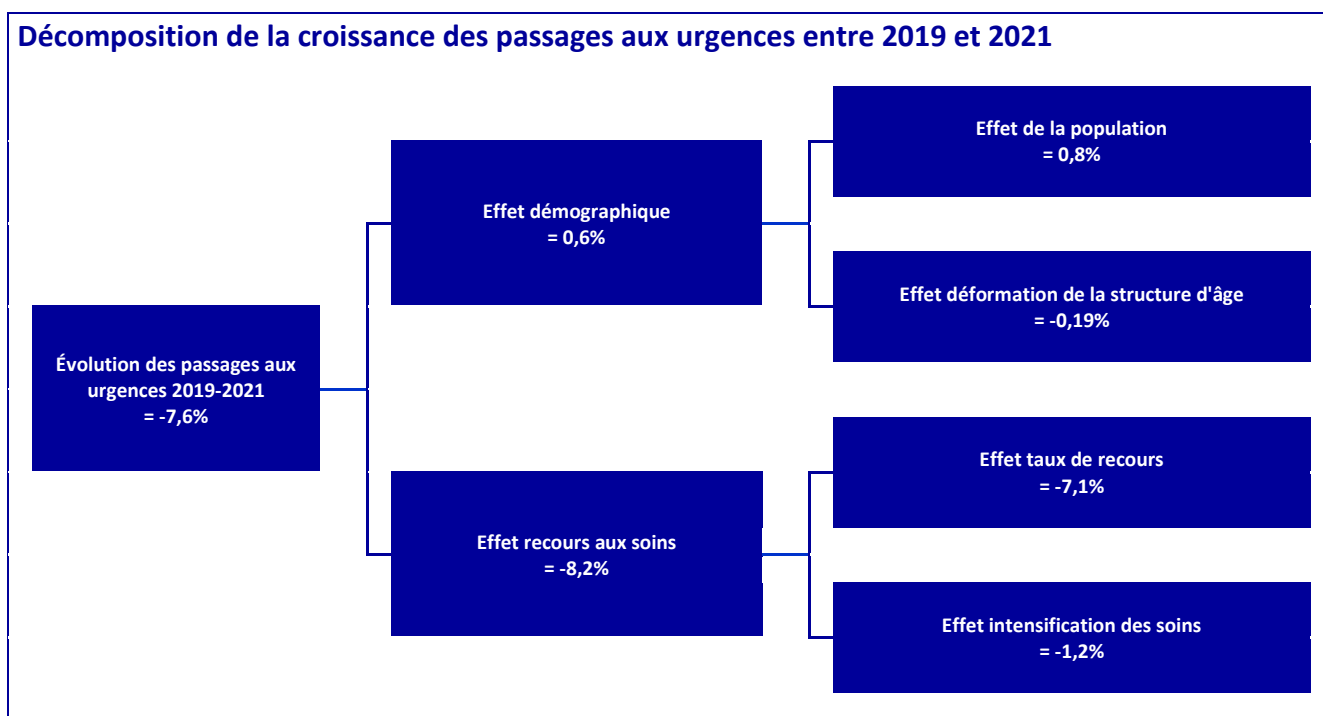 Décomposition de la croissance des passages aux urgences entre 2019 et 2021
Évolution des passages aux
urgences 2019-2021
= -7,6%
Effet démographique
= 0,6%
Effet de la population
= 0,8%
Effet déformation de la structure d'âge
= -0,19%
Effet recours aux soins
= -8,2%
Effet taux de recours
= -7,1%
Effet intensification des soins
= -1,2%